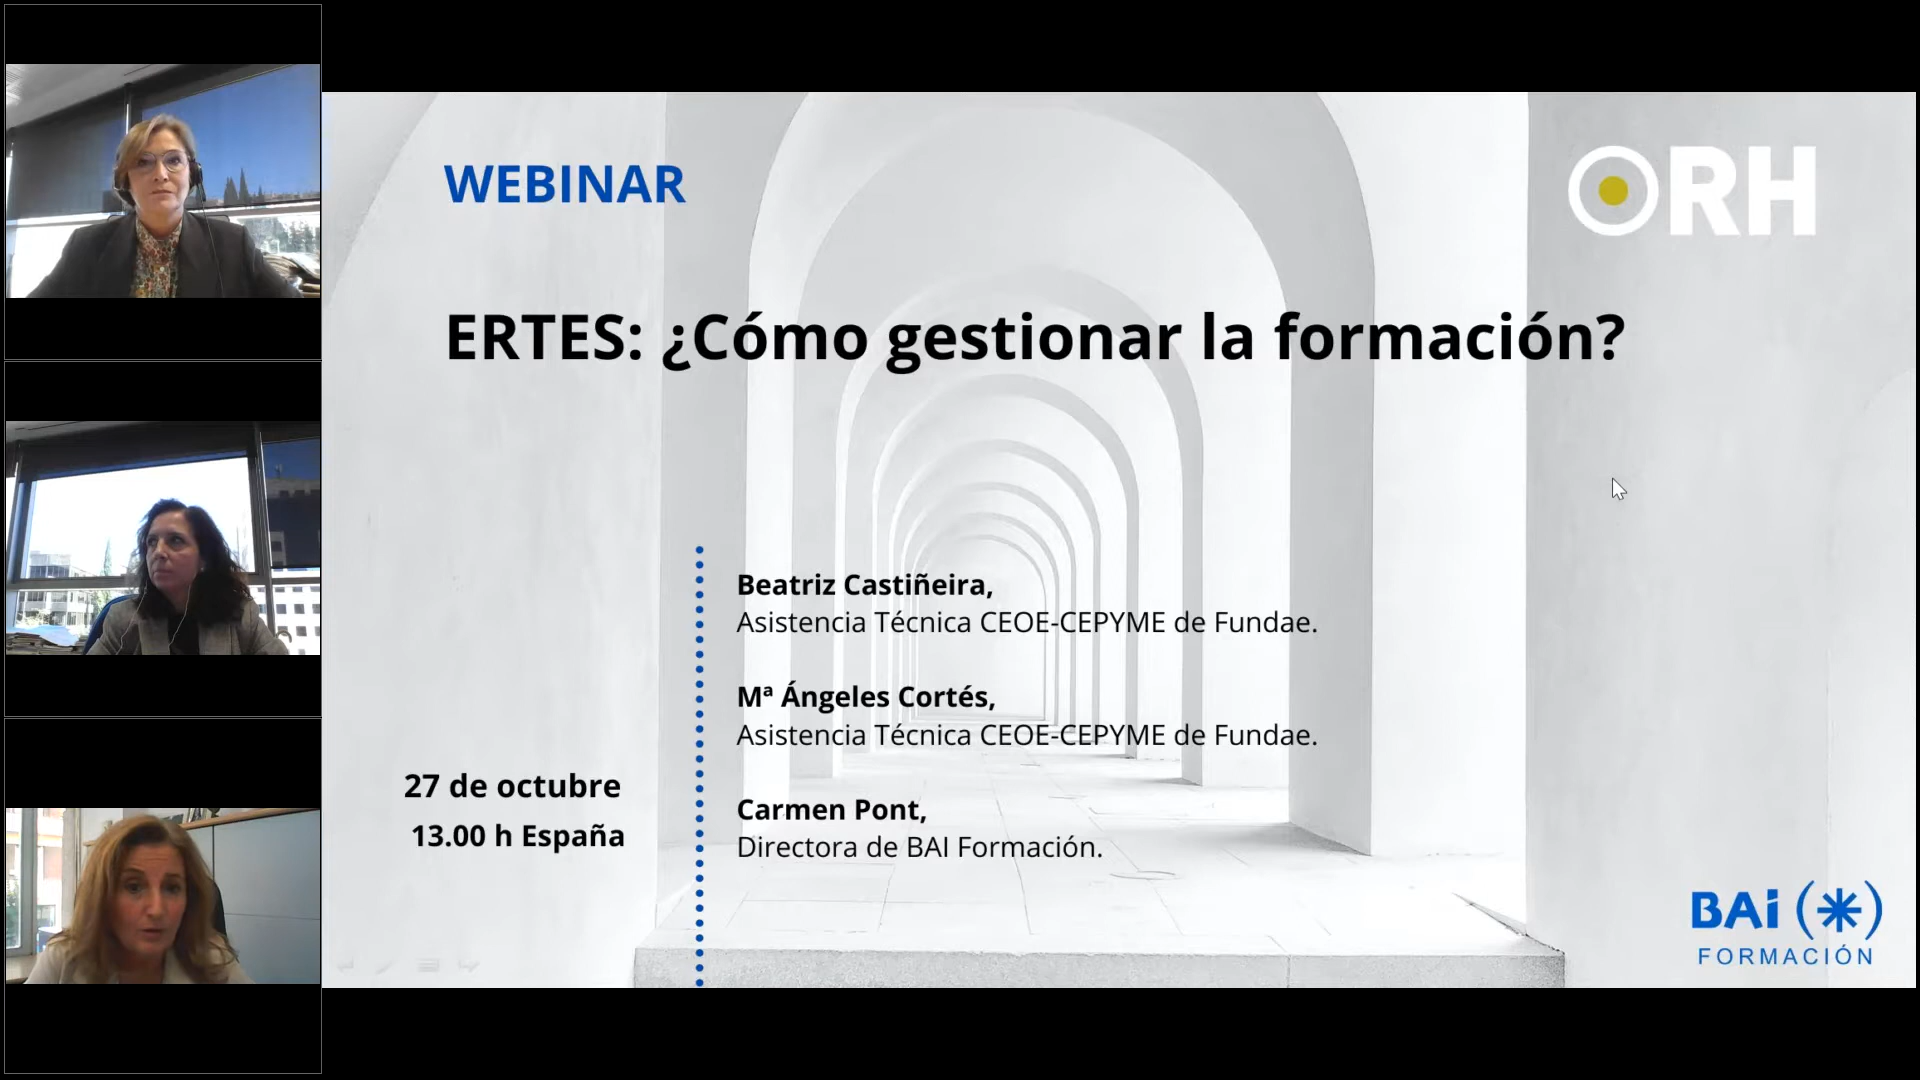 WEBINAR
ORH
ERTES: ¿Cómo gestionar la formación?
Beatriz Castiñeira,
Asistencia Técnica CEOE-CEPYME de Fundae.
Mª Ángeles Cortés,
Asistencia Técnica CEOE-CEPYME de Fundae.
27 de octubre
13.00 h España
Carmen Pont,
Directora de BAI Formación.
BAi (*)
FORMACIÓN